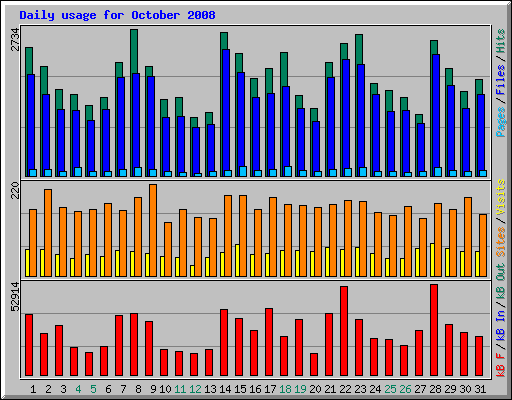 Daily usage for October 2008
2734
Pages / Files / Hits
220
Sites / Visits
52914
kB F / kB In / kB Out
1 2 3 4 5 6 7 8 9 10 11 12 13 14 15 16 17 18 19 20 21 22 23 24 25 26 27 28 29 30 31